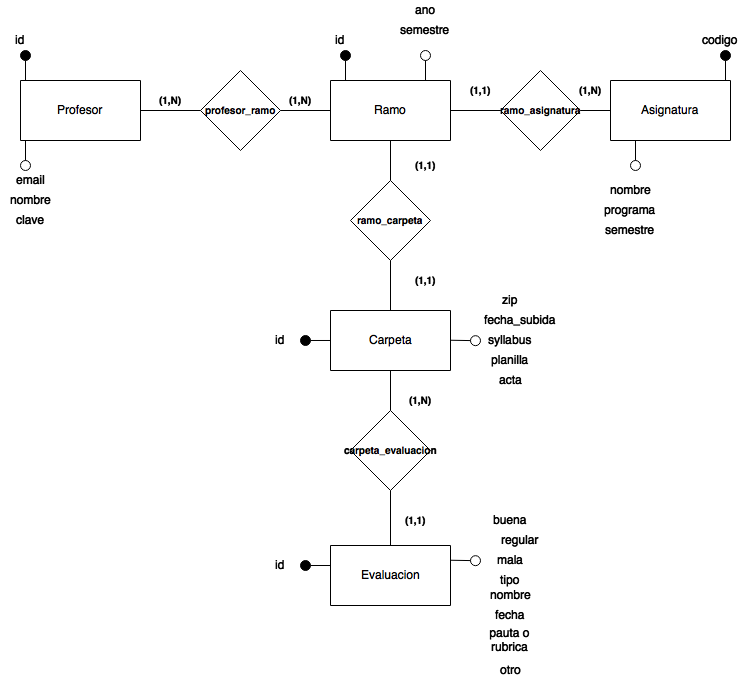 ano
semestre
id
id
codigo
(1,N)
(1,N)
(1,1)
(1,N)
Profesor
profesor_ramo
Ramo
ramo_asignatura
Asignatura
email
nombre
clave
(1,1)
nombre
programa
semestre
ramo_carpeta
(1,1)
zip
fecha_subida
syllabus
planilla
acta
id
Carpeta
(1,N)
carpeta_evaluacion
(1,1)
buena
regular
mala
tipo
nombre
fecha
pauta o
rubrica
otro
id
Evaluacion